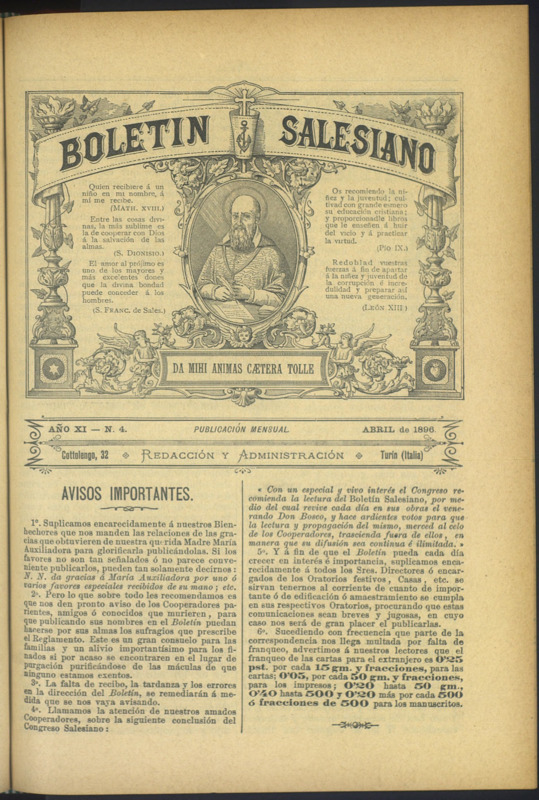 BOLETIN SALESIANO
Quien recibiere á un
niño en mi nombre, á
mi me recibe.
(MATH. XVIII.)
Entre las cosas divi-
nas, la más sublime es
la de cooperar con Dios
á la salvación de las
almas.
(S. DIONISIO.)
El amor al prójimo es
uno de los mayores y
más excelentes dones
que la divina bondad
puede conceder á los
hombres.
(S. FRANC. de Sales.)
Os recomiendo la ni-
ñez y la juventud; cul-
tivad con grande esmero
su educación cristiana;
y proporcionadle libros
que le enseñen á huir
del vicio y á practicar
la virtud.
(Pio IX.)
Redoblad vuestras
fuerzas á fin de apartar
á la niñez y juventud de
la corrupción é incre-
dulidad y preparar así
una nueva generación.
(LEÓN XIII)
DA MIHI ANIMAS CÆTERA TOLLE
AÑO XI — N. 4. PUBLICACIÓN MENSUAL. ABRIL de 1896.
Cottolengo, 32 REDACCIÓN Y ADMINISTRACIÓN Turín (Italia)
AVISOS IMPORTANTES.
1º. Suplicamos encarecidamente á nuestros Bien-
hechores que nos manden las relaciones de las gra-
cias que obtuvieren de nuestra querida Madre María
Auxiliadora para glorificarla publicándolas. Si los
favores no son tan señalados ó no parece conve-
niente publicarlos, pueden tan solamente decirnos:
N. N. da gracias á María Auxiliadora por uno ó
varios favores especiales recibidos de su mano; etc.
2º. Pero lo que sobre todo les recomendamos es
que nos den pronto aviso de los Cooperadores pa-
rientes, amigos ó conocidos que murieren, para
que publicando sus nombres en el Boletín puedan
hacerse por sus almas los sufragios que prescribe
el Reglamento. Este es un gran consuelo para las
familias y un alivio importantísimo para los fi-
nados si por acaso se encontraren en el lugar de
purgación purificándose de las máculas de que
ninguno estamos exentos.
3º. La falta de recibo, la tardanza y los errores
en la dirección del Boletín, se remediarán á me-
dida que se nos vaya avisando.
4º. Llamamos la atención de nuestros amados
Cooperadores, sobre la siguiente conclusión del
Congreso Salesiano:
« Con un especial y vivo interés el Congreso re-
comienda la lectura del Boletín Salesiano, por me-
dio del cual revive cada día en sus obras el vene-
rando Don Bosco, y hace ardientes votos para que
la lectura y propagación del mismo, merced al celo
de los Cooperadores, trascienda fuera de ellos, en
manera que su difusión sea continua é ilimitada. »
5º. Y á fin de que el Boletín pueda cada día
crecer en interés é importancia, suplicamos enca-
recidamente á todos los Sres. Directores ó encar-
gados de los Oratorios festivos, Casas, etc. se
sirvan tenernos al corriente de cuanto de impor-
tante ó de edificación ó amaestramiento se cumpla
en sus respectivos Oratorios, procurando que estas
comunicaciones sean breves y jugosas, en cuyo
caso nos será de gran placer el publicarlas.
6º. Sucediendo con frecuencia que parte de la
correspondencia nos llega multada por falta de
franqueo, advertimos á nuestros lectores que el
franqueo de las cartas para el extranjero es 0'25
pst. por cada 15 gm. y fracciones, para las
cartas; 0'05, por cada 50 gm. y fracciones,
para los impresos; 0'20 hasta 50 gm.,
0'40 hasta 500 y 0'20 más por cada 500
ó fracciones de 500 para los manuscritos.